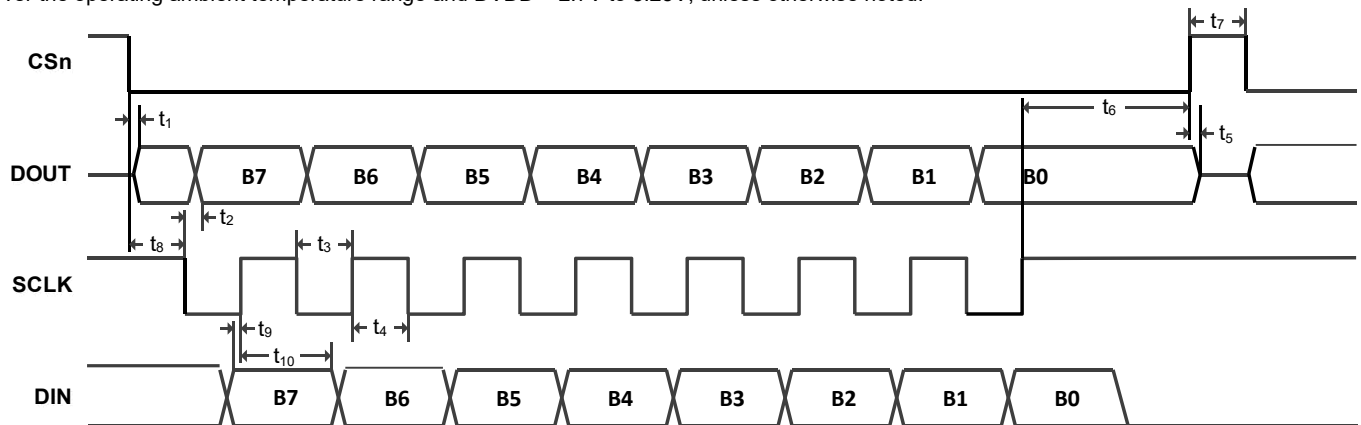 for the operating ambient temperature range and DVDD = 2.7V to 5.25V, unless otherwise noted.
t7
CSn
t6
t1
t5
DOUT
B7 B6 B5 B4 B3 B2 B1 B0
t2
t8
t3
SCLK
t9
t4
t10
DIN
B7 B6 B5 B4 B3 B2 B1 B0